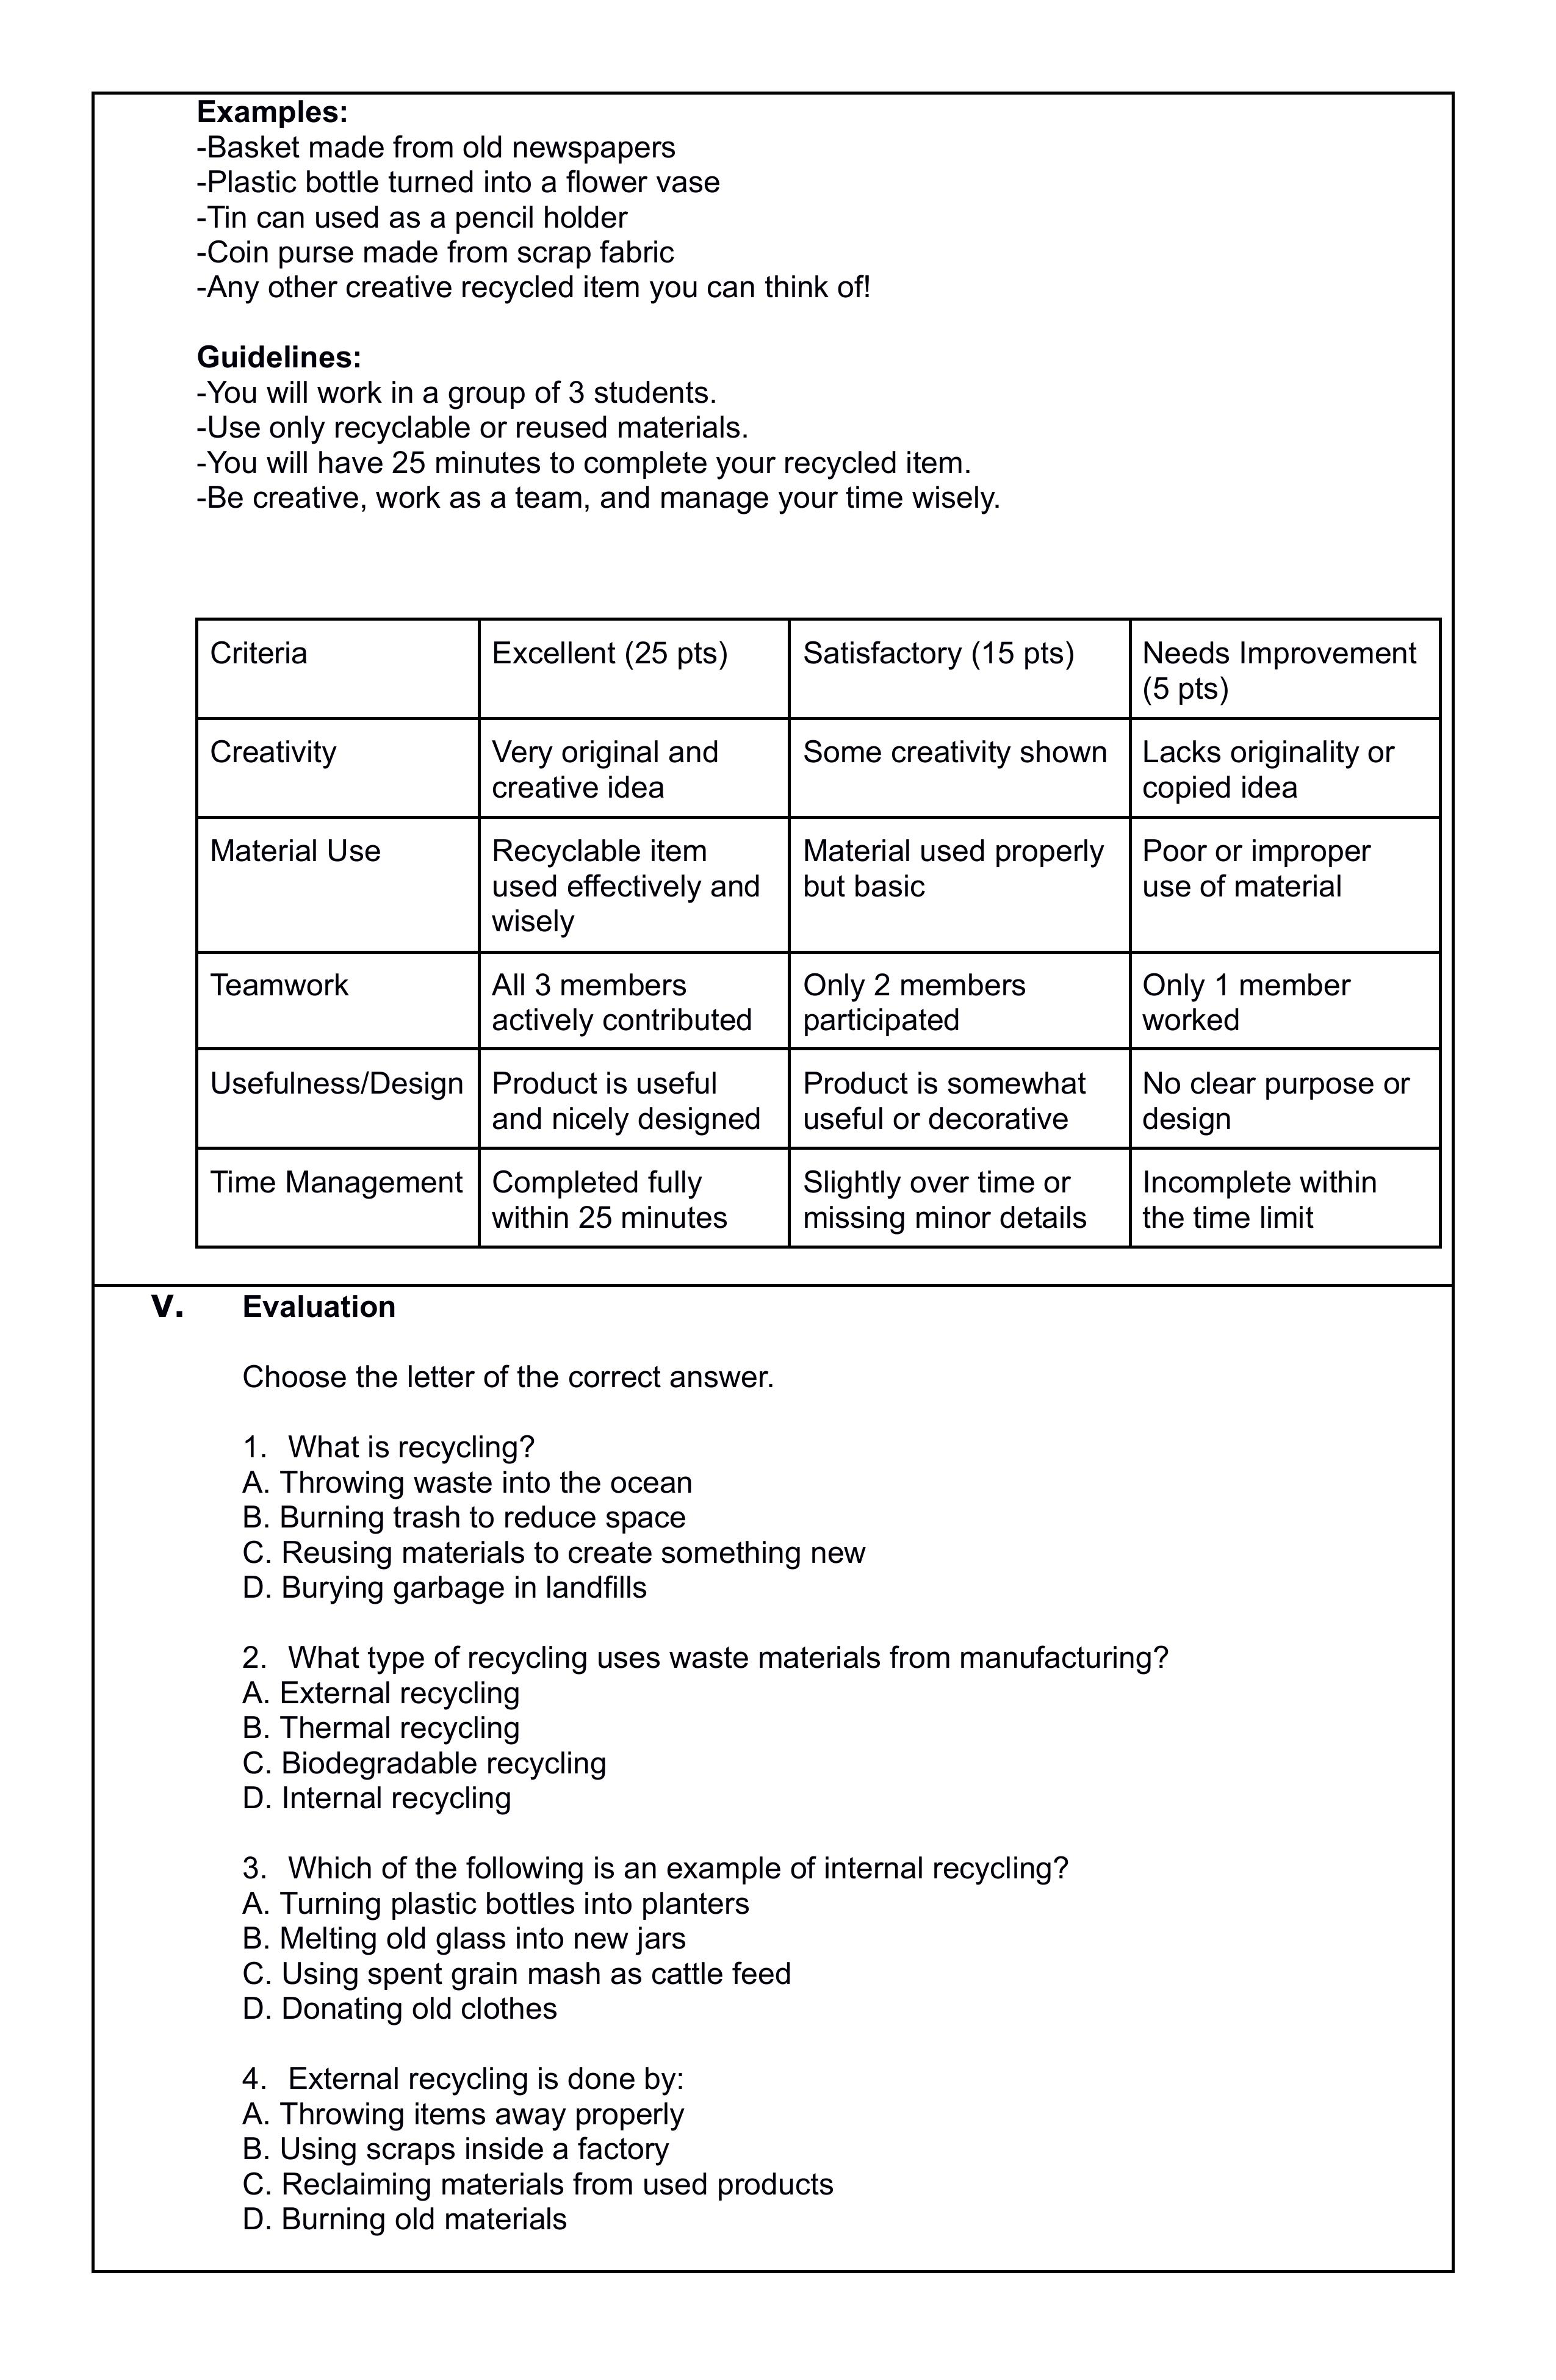 Examples:
-Basket made from old newspapers
-Plastic bottle turned into a flower vase
-Tin can used as a pencil holder
-Coin purse made from scrap fabric
-Any other creative recycled item you can think of!
Guidelines:
-You will work in a group of 3 students.
-Use only recyclable or reused materials.
-You will have 25 minutes to complete your recycled item.
-Be creative, work as a team, and manage your time wisely.
Criteria
Excellent (25 pts)
Satisfactory (15 pts)
Needs Improvement
(5 pts)
Creativity
Very original and
creative idea
Some creativity shown
Lacks originality or
copied idea
Material Use
Recyclable item
used effectively and
wisely
Material used properly
but basic
Poor or improper
use of material
Teamwork
All 3 members
actively contributed
Only 2 members
participated
Only 1 member
worked
Usefulness/Design
Product is useful
and nicely designed
Product is somewhat
useful or decorative
No clear purpose or
design
Time Management
Completed fully
within 25 minutes
Slightly over time or
missing minor details
Incomplete within
the time limit
V. Evaluation
Choose the letter of the correct answer.
1. What is recycling?
A. Throwing waste into the ocean
B. Burning trash to reduce space
C. Reusing materials to create something new
D. Burying garbage in landfills
2. What type of recycling uses waste materials from manufacturing?
A. External recycling
B. Thermal recycling
C. Biodegradable recycling
D. Internal recycling
3. Which of the following is an example of internal recycling?
A. Turning plastic bottles into planters
B. Melting old glass into new jars
C. Using spent grain mash as cattle feed
D. Donating old clothes
4. External recycling is done by:
A. Throwing items away properly
B. Using scraps inside a factory
C. Reclaiming materials from used products
D. Burning old materials